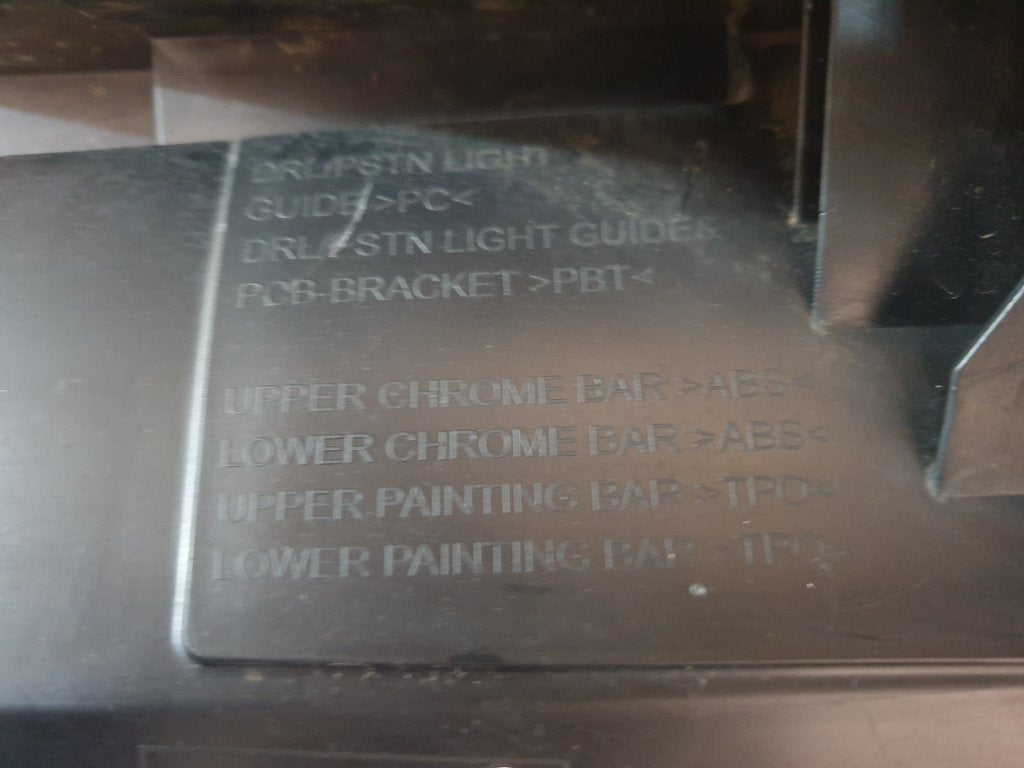 DRL/PSTN LIGHT
GUIDE >PC<
DRL/PSTN LIGHT GUIDE&
PCB-BRACKET >PBT<
UPPER CHROME BAR >ABS<
LOWER CHROME BAR >ABS<
UPPER PAINTING BAR >TPO<
LOWER PAINTING BAR >TPO<